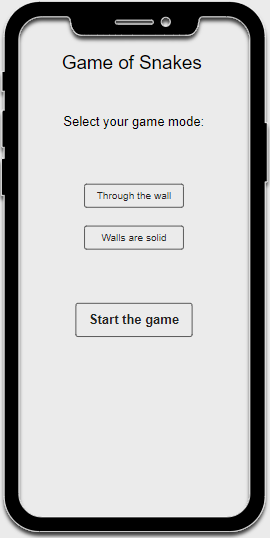 Game of Snakes
Select your game mode:
Through the wall
Walls are solid
Start the game